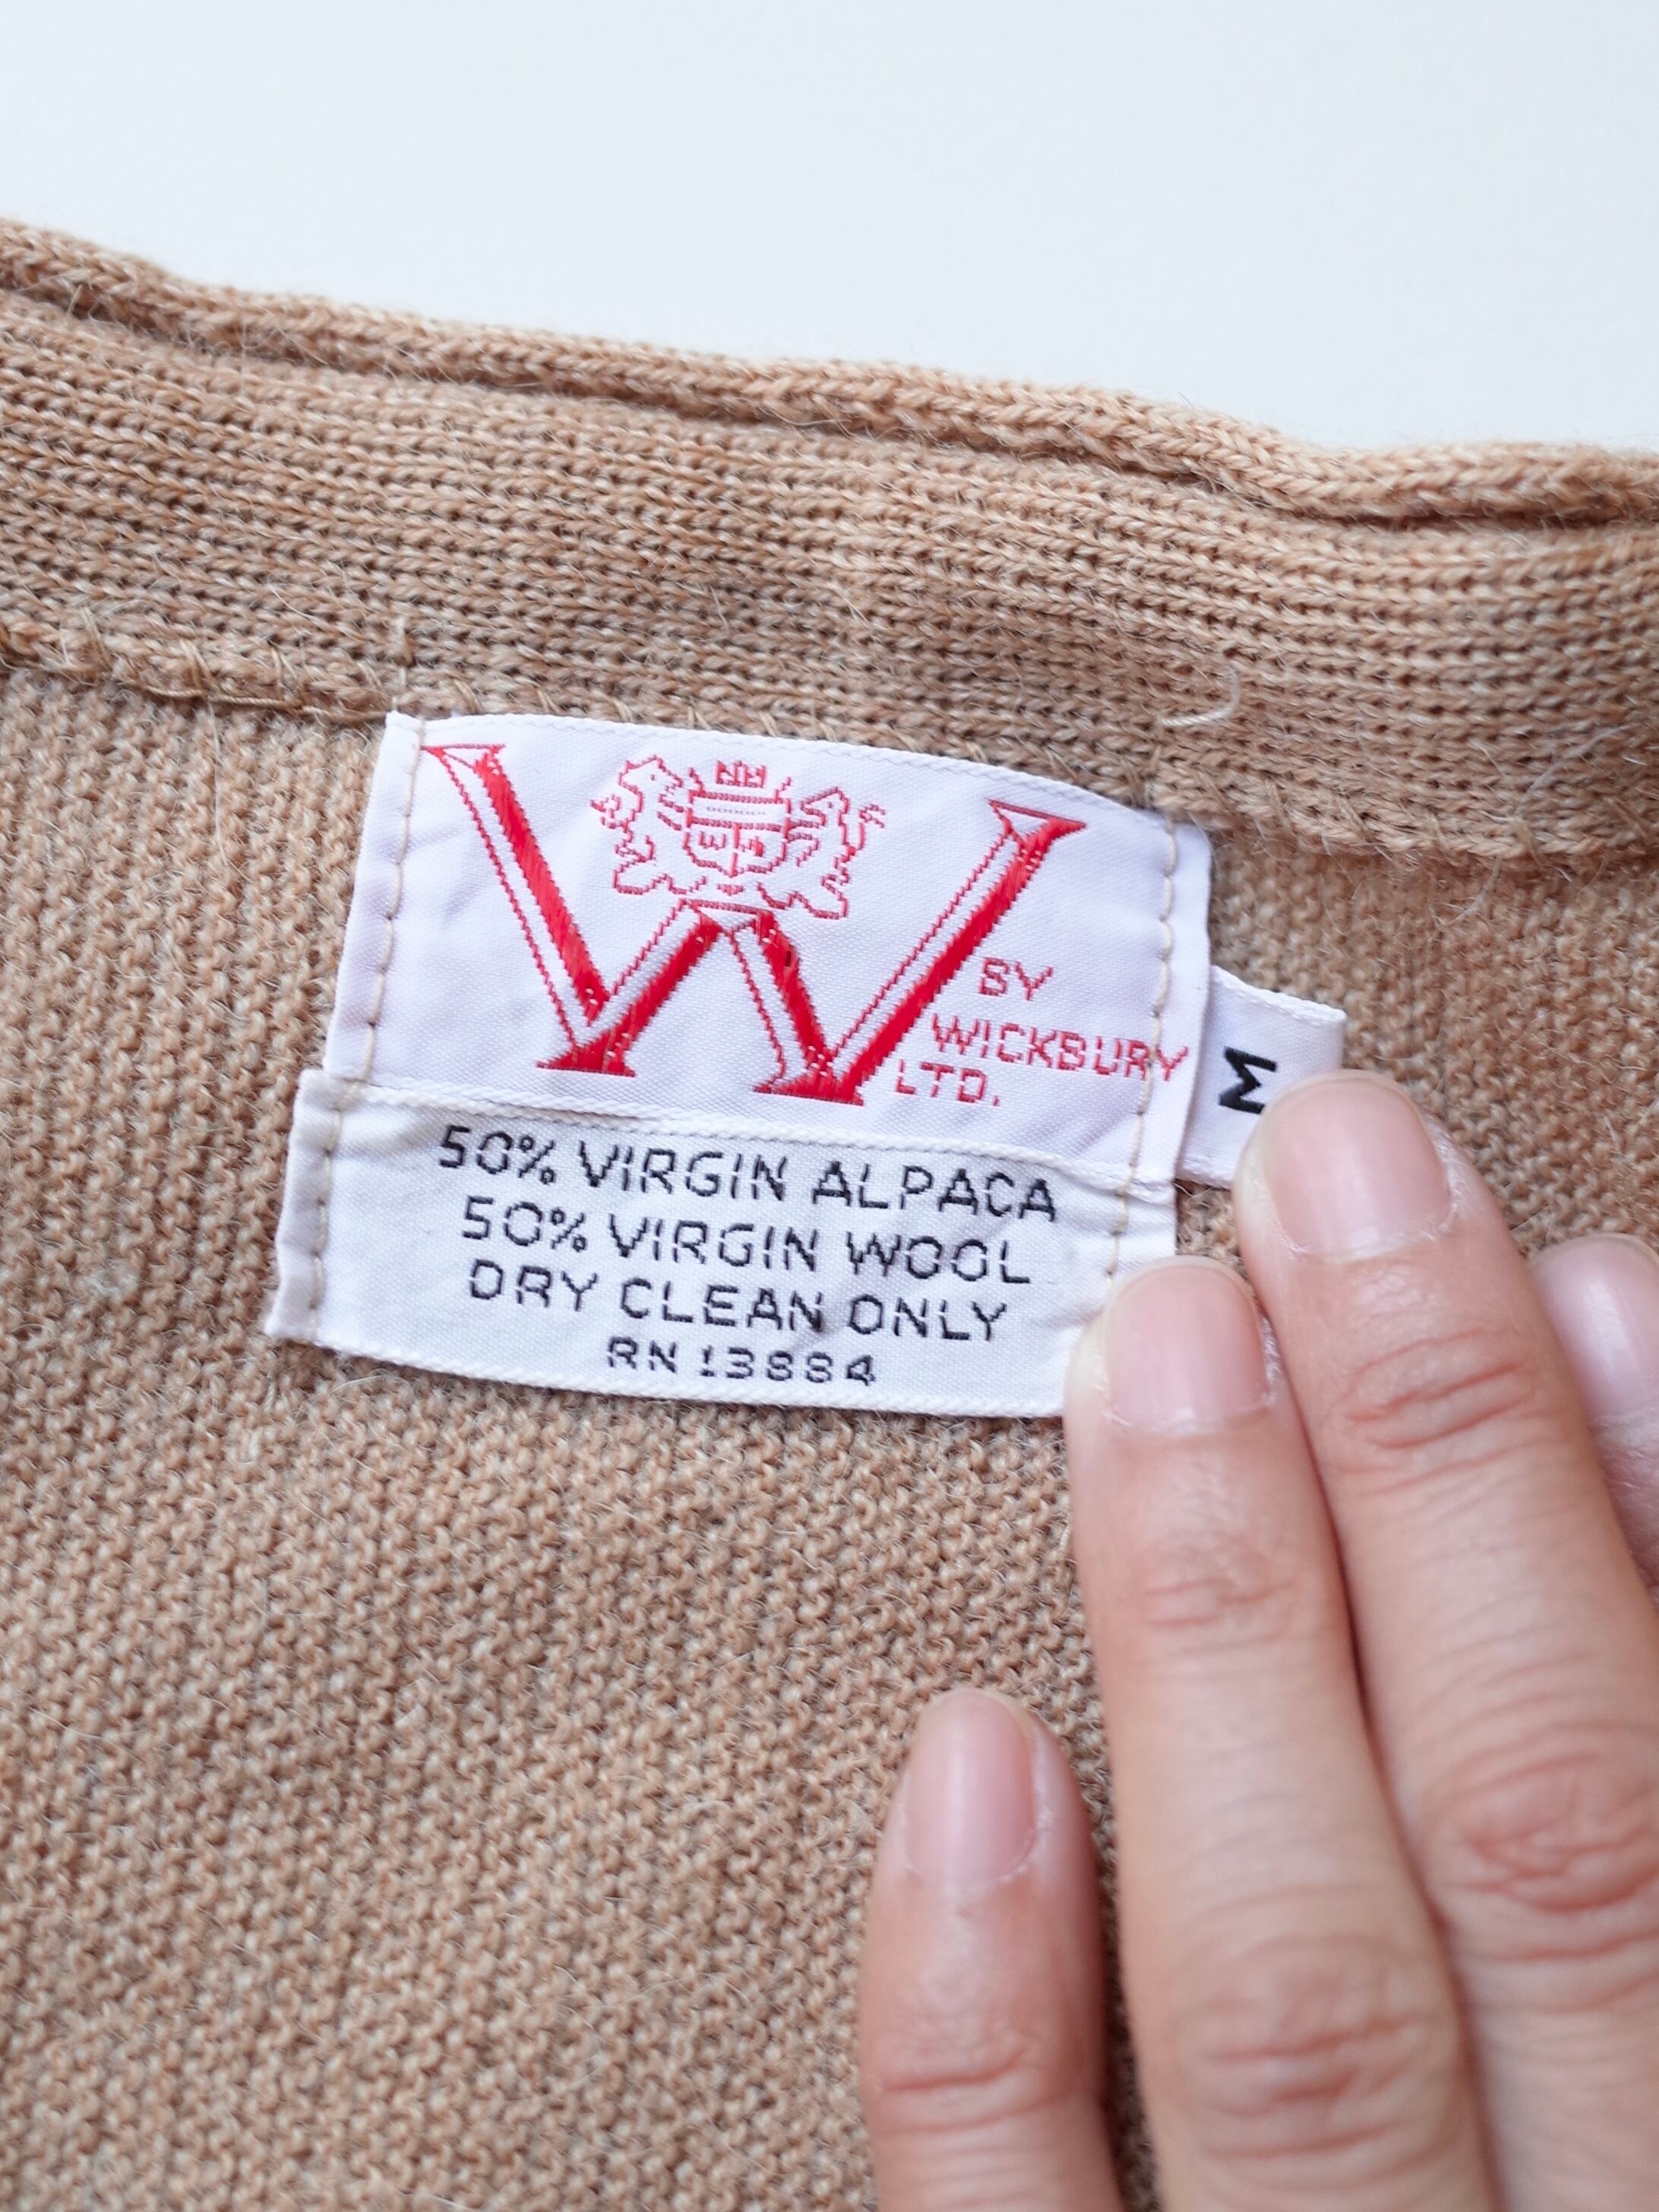 W
BY
WICKBURY
LTD.
M
50% VIRGIN ALPACA
50% VIRGIN WOOL
DRY CLEAN ONLY
RN 13884